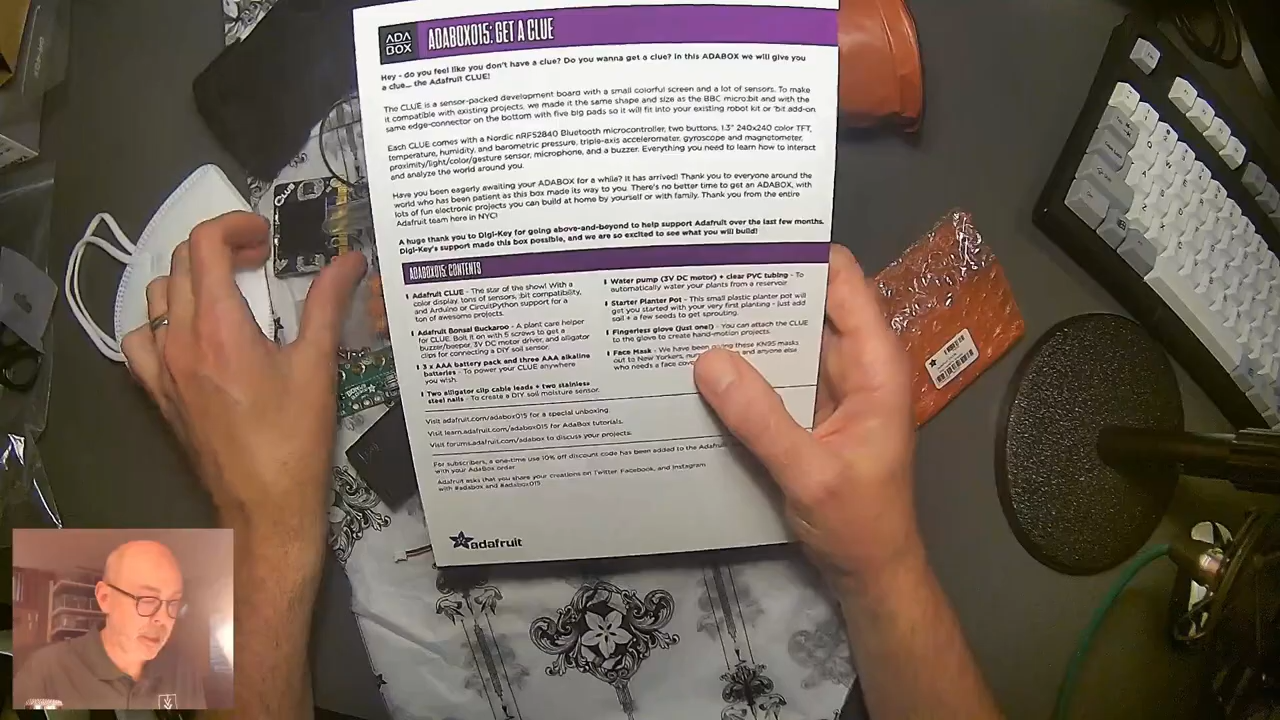 ADA
BOX
ADABOX015: GET A CLUE
Hey - do you feel like you don't have a clue? Do you wanna get a clue? In this ADABOX we will give you
a clue... the Adafruit CLUE!
The CLUE is a sensor-packed development board with a small colorful screen and a lot of sensors. To make
it compatible with existing projects, we made it the same shape and size as the BBC micro:bit and with the
same edge-connector on the bottom with five big pads so it will fit into your existing robot kit or 'bit add-on
Each CLUE comes with a Nordic nRF52840 Bluetooth microcontroller, two buttons, 1.3" 240x240 color TFT,
temperature, humidity, and barometric pressure, triple-axis accelerometer, gyroscope and magnetometer,
proximity/light/color/gesture sensor, microphone, and a buzzer. Everything you need to learn how to interact
and analyze the world around you.
Have you been eagerly awaiting your ADABOX for a while? It has arrived! Thank you to everyone around the
world who has been patient as this box made its way to you. There's no better time to get an ADABOX, with
lots of fun electronic projects you can build at home by yourself or with family. Thank you from the entire
Adafruit team here in NYC!
A huge thank you to Digi-Key for going above-and-beyond to help support Adafruit over the last few months.
Digi-Key's support made this box possible, and we are so excited to see what you will build!
ADABOX015: CONTENTS
Adafruit CLUE - The star of the show! With a
color display, tons of sensors, :bit compatibility,
and Arduino or CircuitPython support for a
ton of awesome projects.
Adafruit Bonsai Buckaroo - A plant care helper
for CLUE. Bolt it on with 5 screws to get a
buzzer/beeper, 3V DC motor driver, and alligator
clips for connecting a DIY soil sensor.
3 x AAA battery pack and three AAA alkaline
batteries - To power your CLUE anywhere
you wish.
Two alligator clip cable leads + two stainless
steel nails - To create a DIY soil moisture sensor.
Water pump (3V DC motor) + clear PVC tubing - To
automatically water your plants from a reservoir
Starter Planter Pot - This small plastic planter pot will
get you started with your very first planting - just add
soil + a few seeds to get sprouting.
Fingerless glove (just one!) - You can attach the CLUE
to the glove to create hand-motion projects.
Face Mask - We have been giving these KN95 masks
out to New Yorkers, and anyone else
who needs a face
Visit adafruit.com/adabox015 for a special unboxing.
Visit learn.adafruit.com/adabox015 for AdaBox tutorials.
Visit forums.adafruit.com/adabox to discuss your projects.
For subscribers, a one-time use 10% off discount code has been added to the Adafruit
with your AdaBox order
Adafruit asks that you share your creations on Twitter, Facebook, and Instagram
with #adabox and #adabox015
adafruit